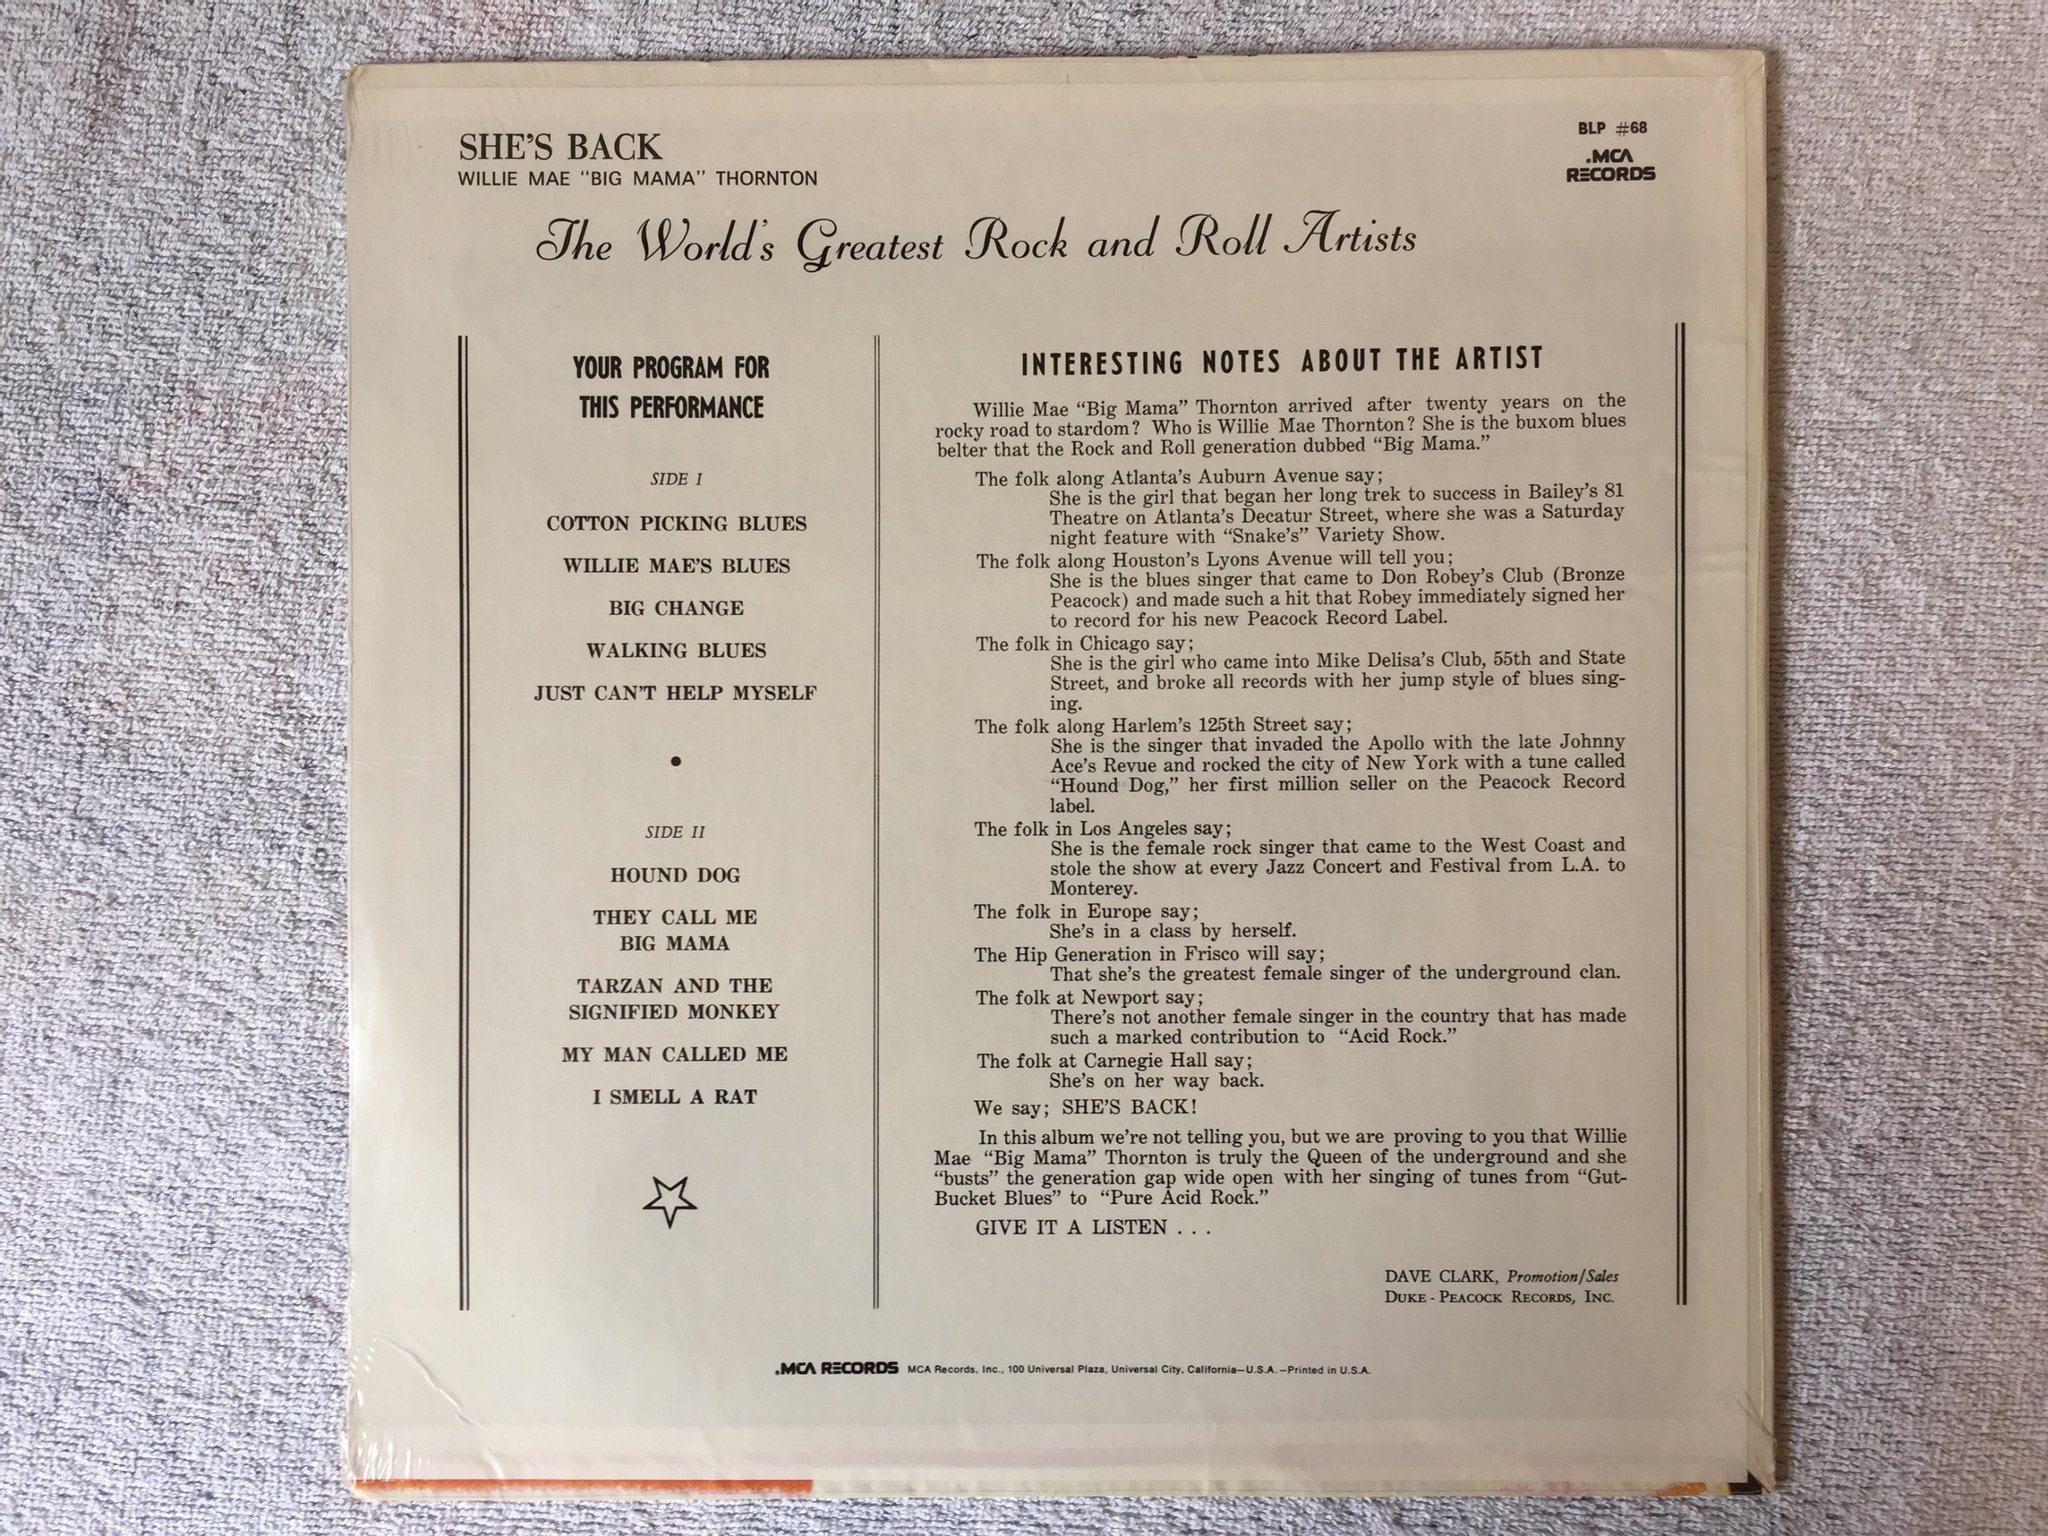 SHE'S BACK
WILLIE MAE "BIG MAMA" THORNTON
BLP #68
.MCA
RECORDS
The World's Greatest Rock and Roll Artists
YOUR PROGRAM FOR
THIS PERFORMANCE
SIDE I
COTTON PICKING BLUES
WILLIE MAE'S BLUES
BIG CHANGE
WALKING BLUES
JUST CAN'T HELP MYSELF
SIDE II
HOUND DOG
THEY CALL ME
BIG MAMA
TARZAN AND THE
SIGNIFIED MONKEY
MY MAN CALLED ME
I SMELL A RAT
INTERESTING NOTES ABOUT THE ARTIST
Willie Mae "Big Mama" Thornton arrived after twenty years on the
rocky road to stardom? Who is Willie Mae Thornton? She is the buxom blues
belter that the Rock and Roll generation dubbed "Big Mama."
The folk along Atlanta's Auburn Avenue say;
She is the girl that began her long trek to success in Bailey's 81
Theatre on Atlanta's Decatur Street, where she was a Saturday
night feature with "Snake's" Variety Show.
The folk along Houston's Lyons Avenue will tell you;
She is the blues singer that came to Don Robey's Club (Bronze
Peacock) and made such a hit that Robey immediately signed her
to record for his new Peacock Record Label.
The folk in Chicago say;
She is the girl who came into Mike Delisa's Club, 55th and State
Street, and broke all records with her jump style of blues sing-
ing.
The folk along Harlem's 125th Street say;
She is the singer that invaded the Apollo with the late Johnny
Ace's Revue and rocked the city of New York with a tune called
"Hound Dog," her first million seller on the Peacock Record
label.
The folk in Los Angeles say;
She is the female rock singer that came to the West Coast and
stole the show at every Jazz Concert and Festival from L.A. to
Monterey.
The folk in Europe say;
She's in a class by herself.
The Hip Generation in Frisco will say;
That she's the greatest female singer of the underground clan.
The folk at Newport say;
There's not another female singer in the country that has made
such a marked contribution to "Acid Rock."
The folk at Carnegie Hall say;
She's on her way back.
We say; SHE'S BACK!
In this album we're not telling you, but we are proving to you that Willie
Mae "Big Mama" Thornton is truly the Queen of the underground and she
"busts" the generation gap wide open with her singing of tunes from "Gut-
Bucket Blues" to "Pure Acid Rock."
GIVE IT A LISTEN . . .
DAVE CLARK, Promotion/Sales
DUKE - PEACOCK RECORDS, INC.
.MCA RECORDS MCA Records, Inc., 100 Universal Plaza, Universal City, California—U.S.A.—Printed in U.S.A.